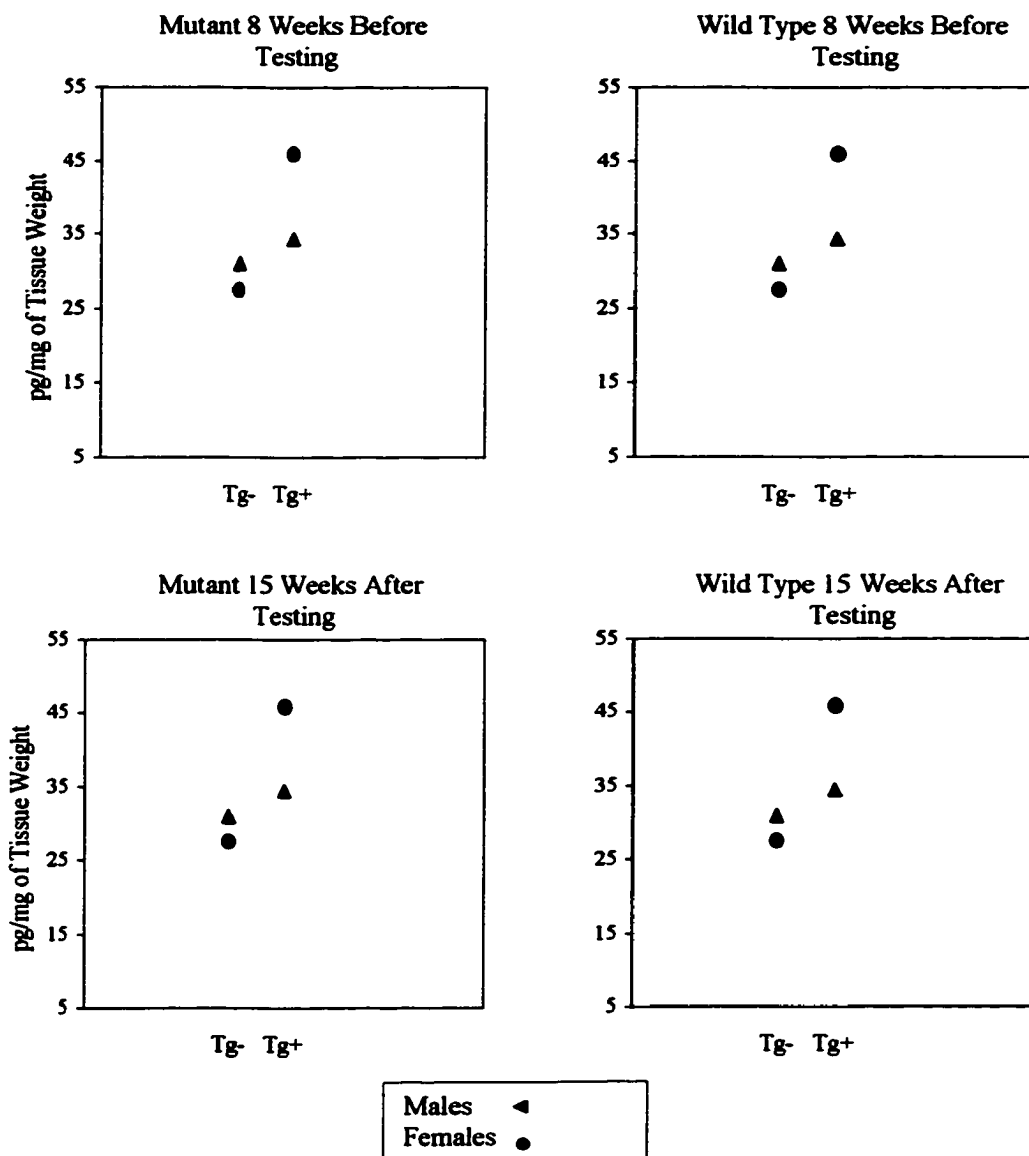 Mutant 8 Weeks Before
Testing
55
45
35
25
15
5
pg/mg of Tissue Weight
Tg- Tg+
Wild Type 8 Weeks Before
Testing
55
45
35
25
15
5
Tg- Tg+
Mutant 15 Weeks After
Testing
55
45
35
25
15
5
pg/mg of Tissue Weight
Tg- Tg+
Wild Type 15 Weeks After
Testing
55
45
35
25
15
5
Tg- Tg+
Males
Females